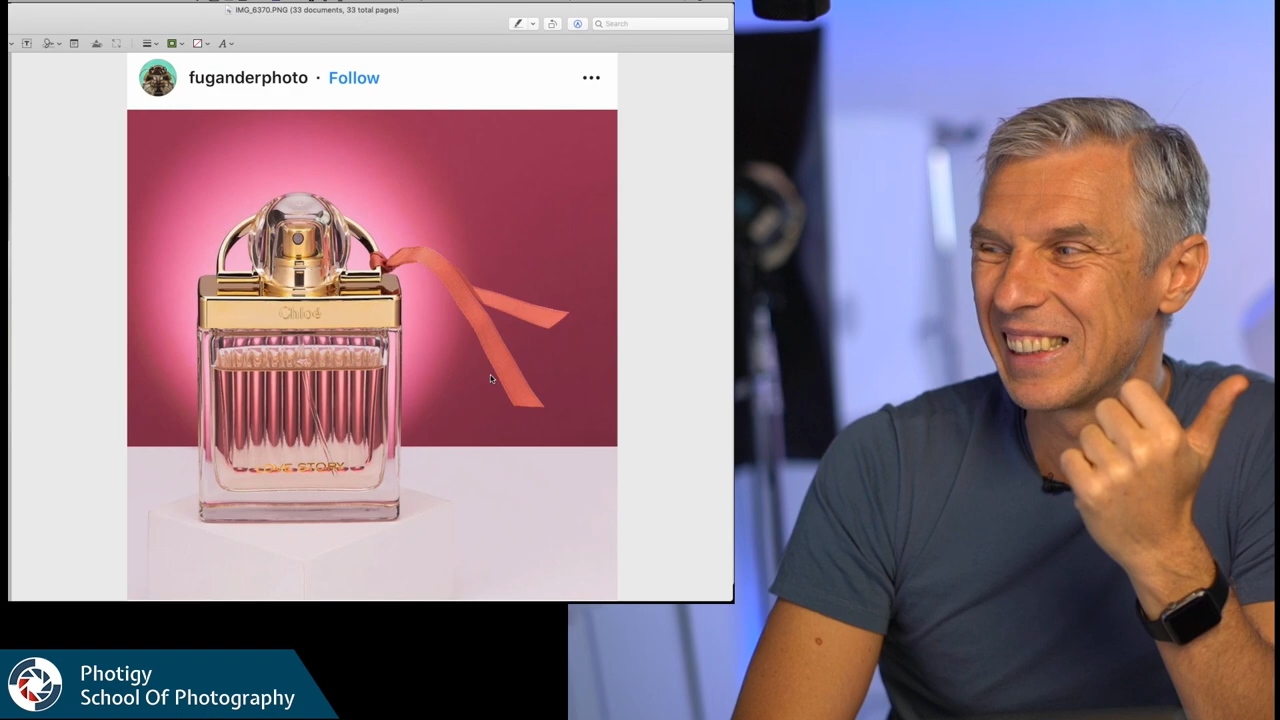 IMG_6370.PNG (33 documents, 33 total pages)
Search
fuganderphoto · Follow
Chloé
LOVE STORY
Photigy
School Of Photography